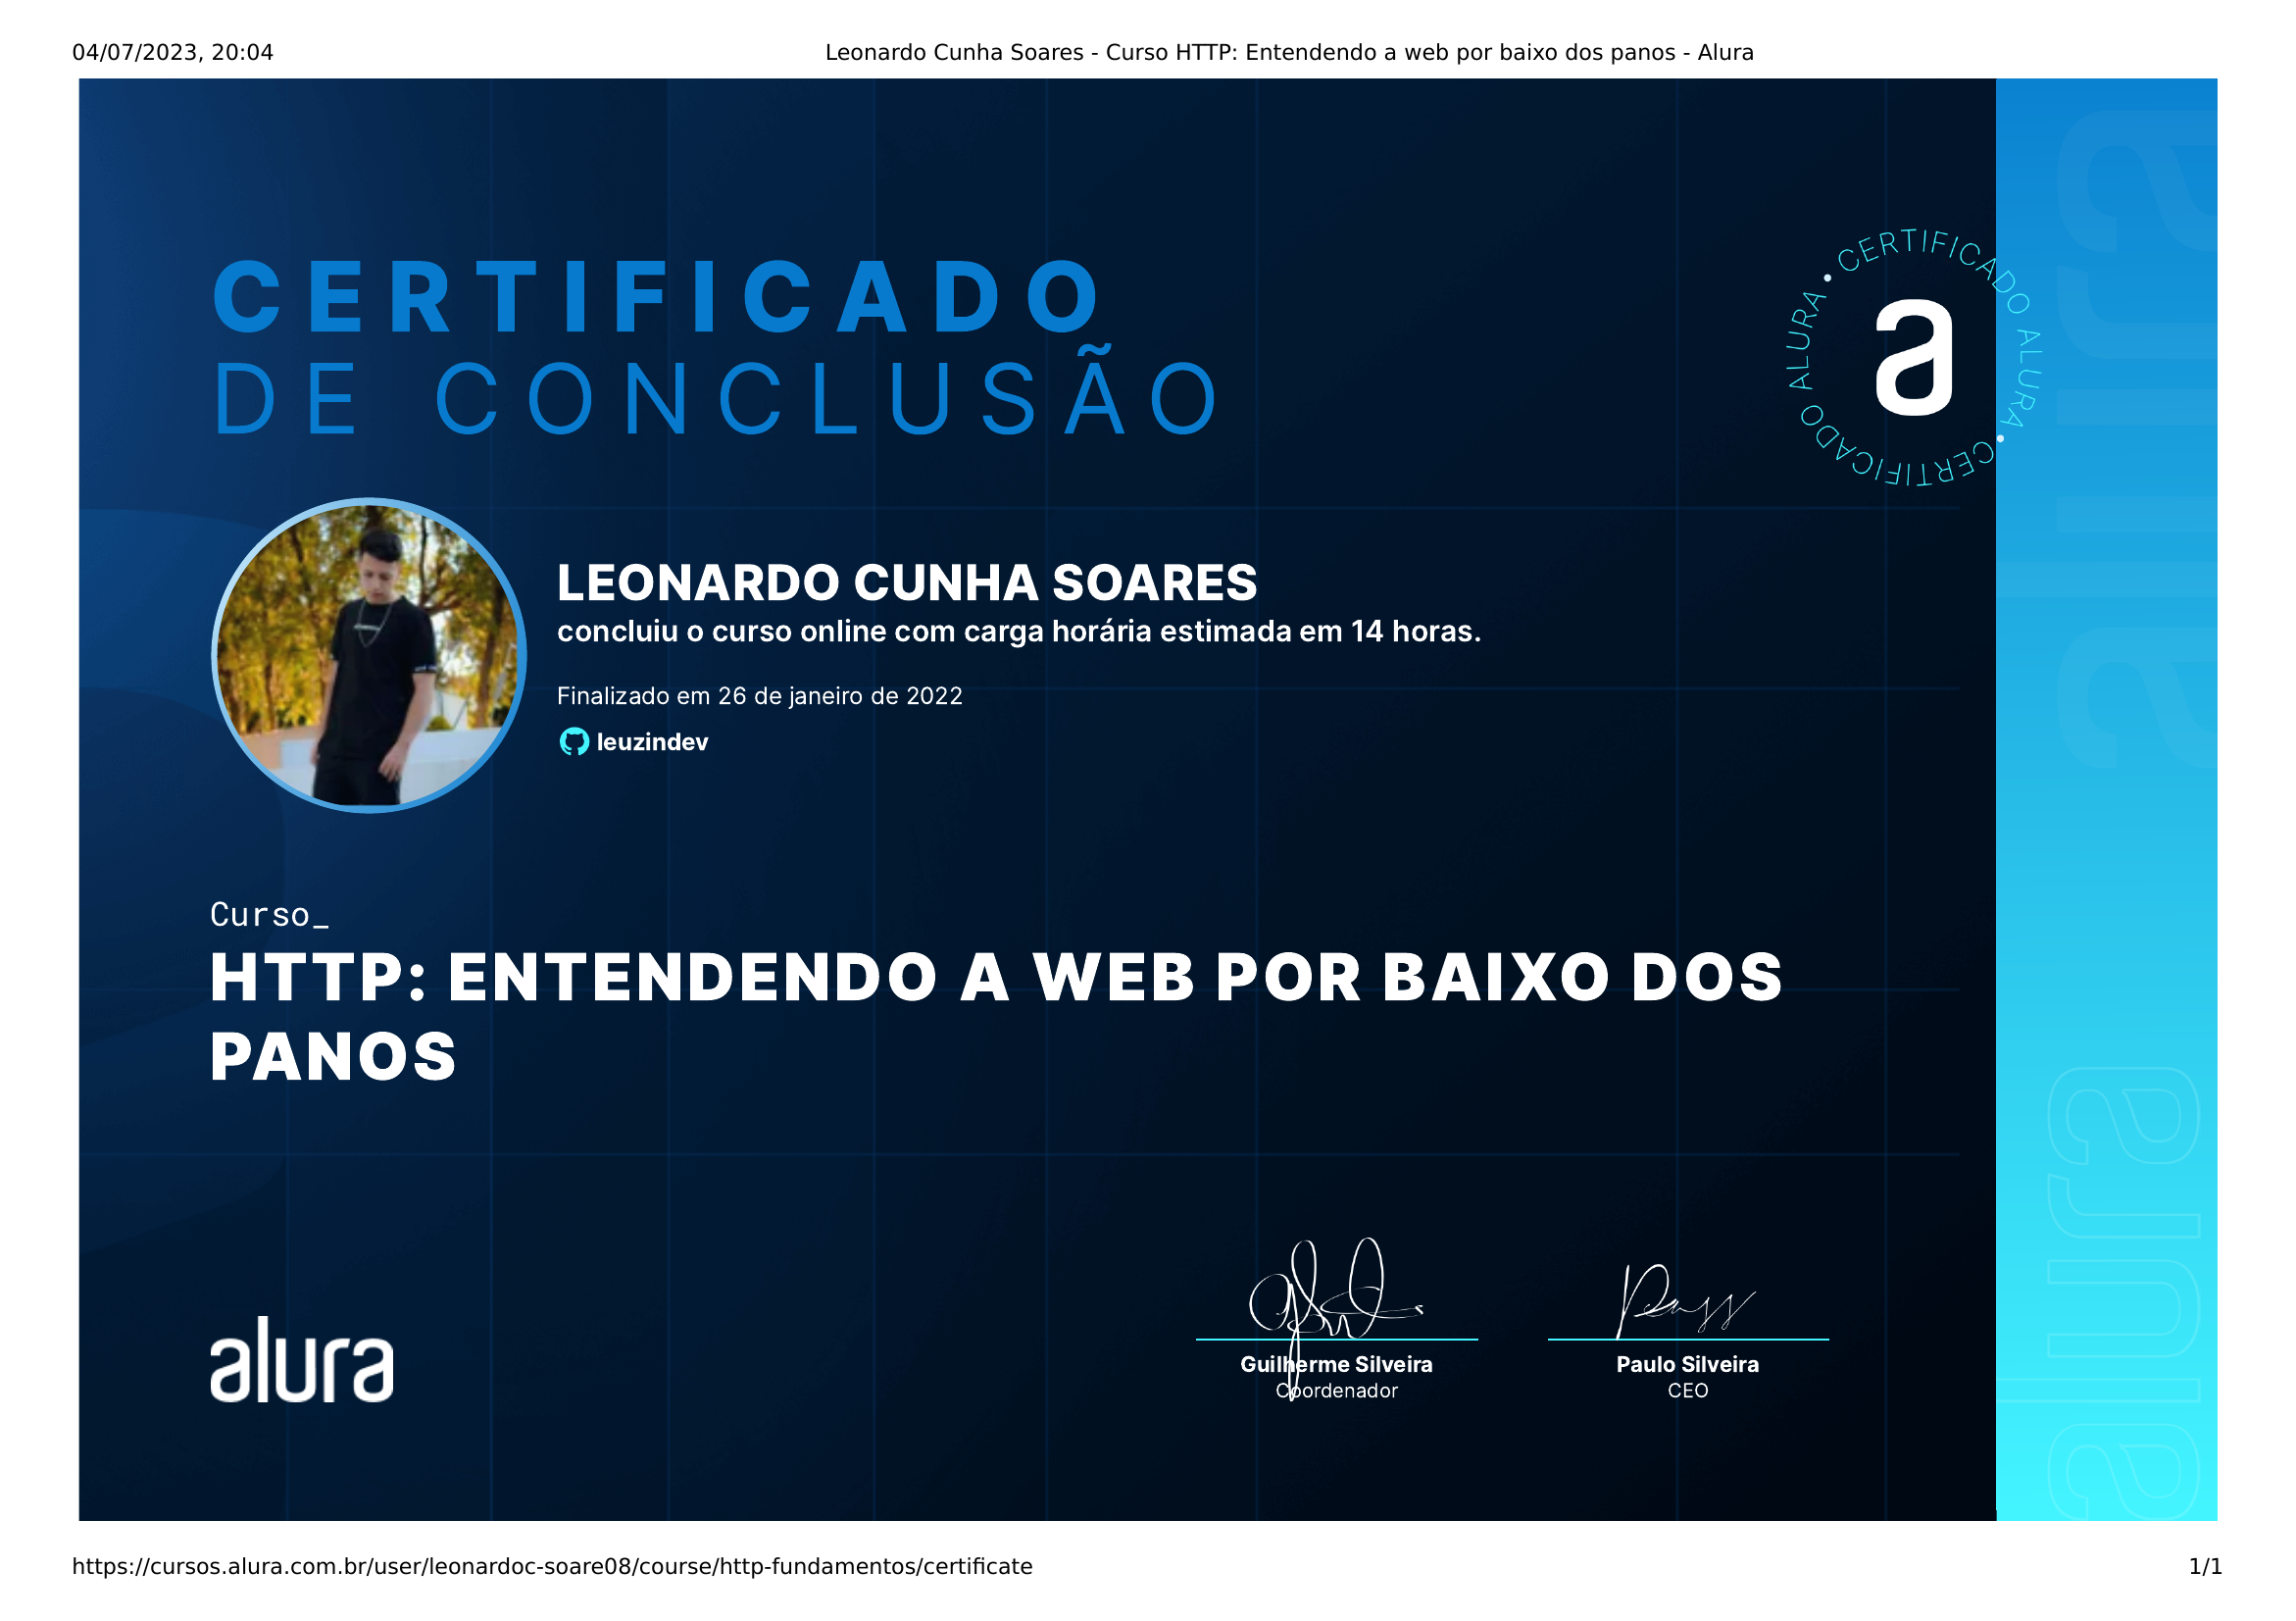 04/07/2023, 20:04
Leonardo Cunha Soares - Curso HTTP: Entendendo a web por baixo dos panos - Alura
CERTIFICADO
DE CONCLUSÃO
• CERTIFICADO ALURA • CERTIFICADO ALURA
a
LEONARDO CUNHA SOARES
concluiu o curso online com carga horária estimada em 14 horas.
Finalizado em 26 de janeiro de 2022
leuzindev
Curso_
HTTP: ENTENDENDO A WEB POR BAIXO DOS
PANOS
alura
Guilherme Silveira
Coordenador
Paulo Silveira
CEO
alura
alura
https://cursos.alura.com.br/user/leonardoc-soare08/course/http-fundamentos/certificate
1/1